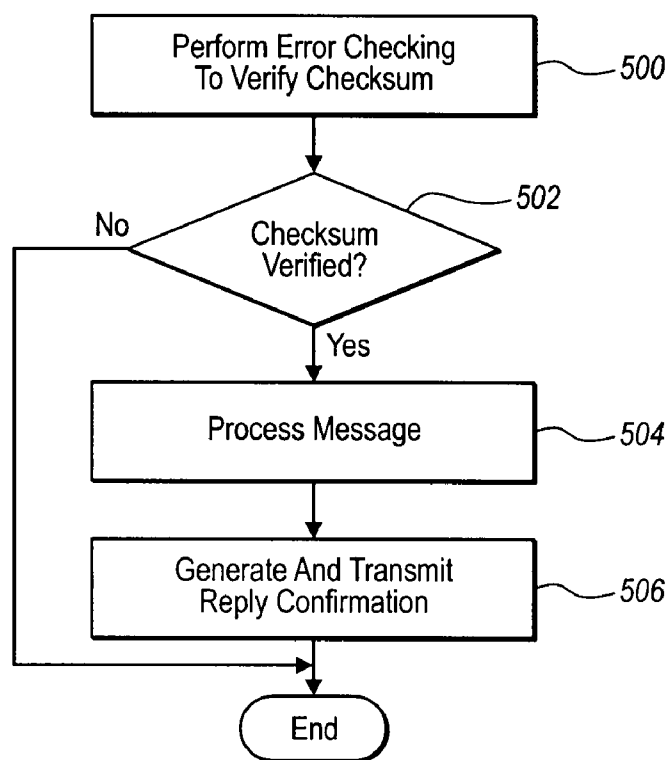 Perform Error Checking
To Verify Checksum
500
502
No
Checksum
Verified?
Yes
Process Message
504
Generate And Transmit
Reply Confirmation
506
End